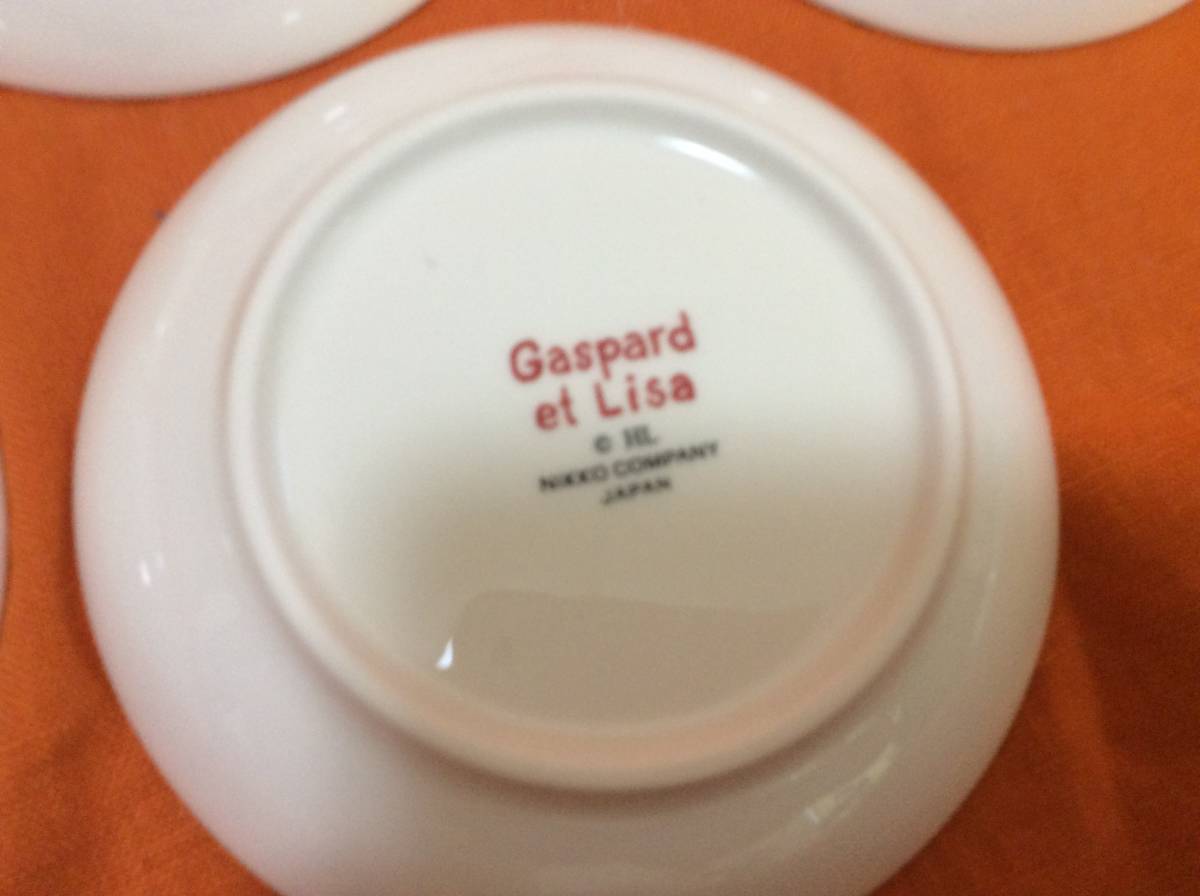 Gaspard
et Lisa
© HL
NIKKO COMPANY
JAPAN